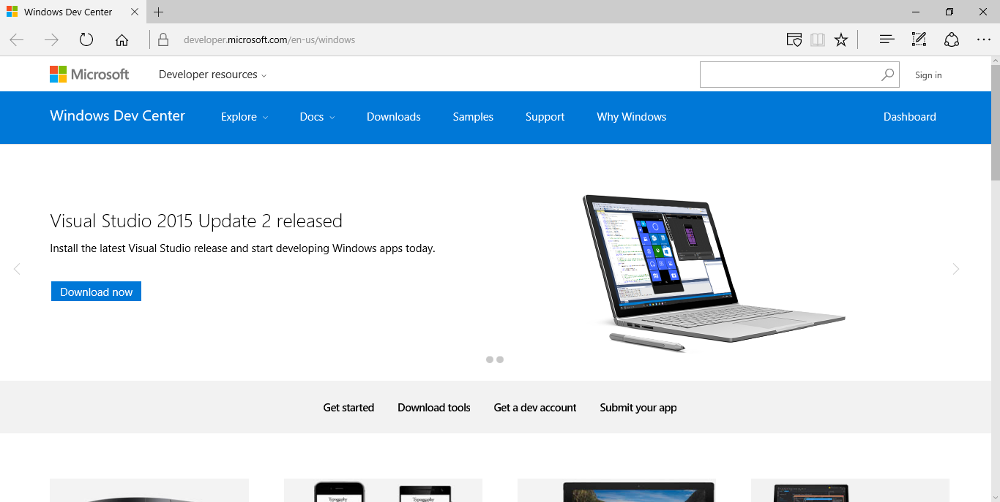 Windows Dev Center
developer.microsoft.com/en-us/windows
Microsoft Developer resources Sign in
Windows Dev Center Explore Docs Downloads Samples Support Why Windows Dashboard
Visual Studio 2015 Update 2 released
Install the latest Visual Studio release and start developing Windows apps today.
Download now
Get started Download tools Get a dev account Submit your app
Typography Typography